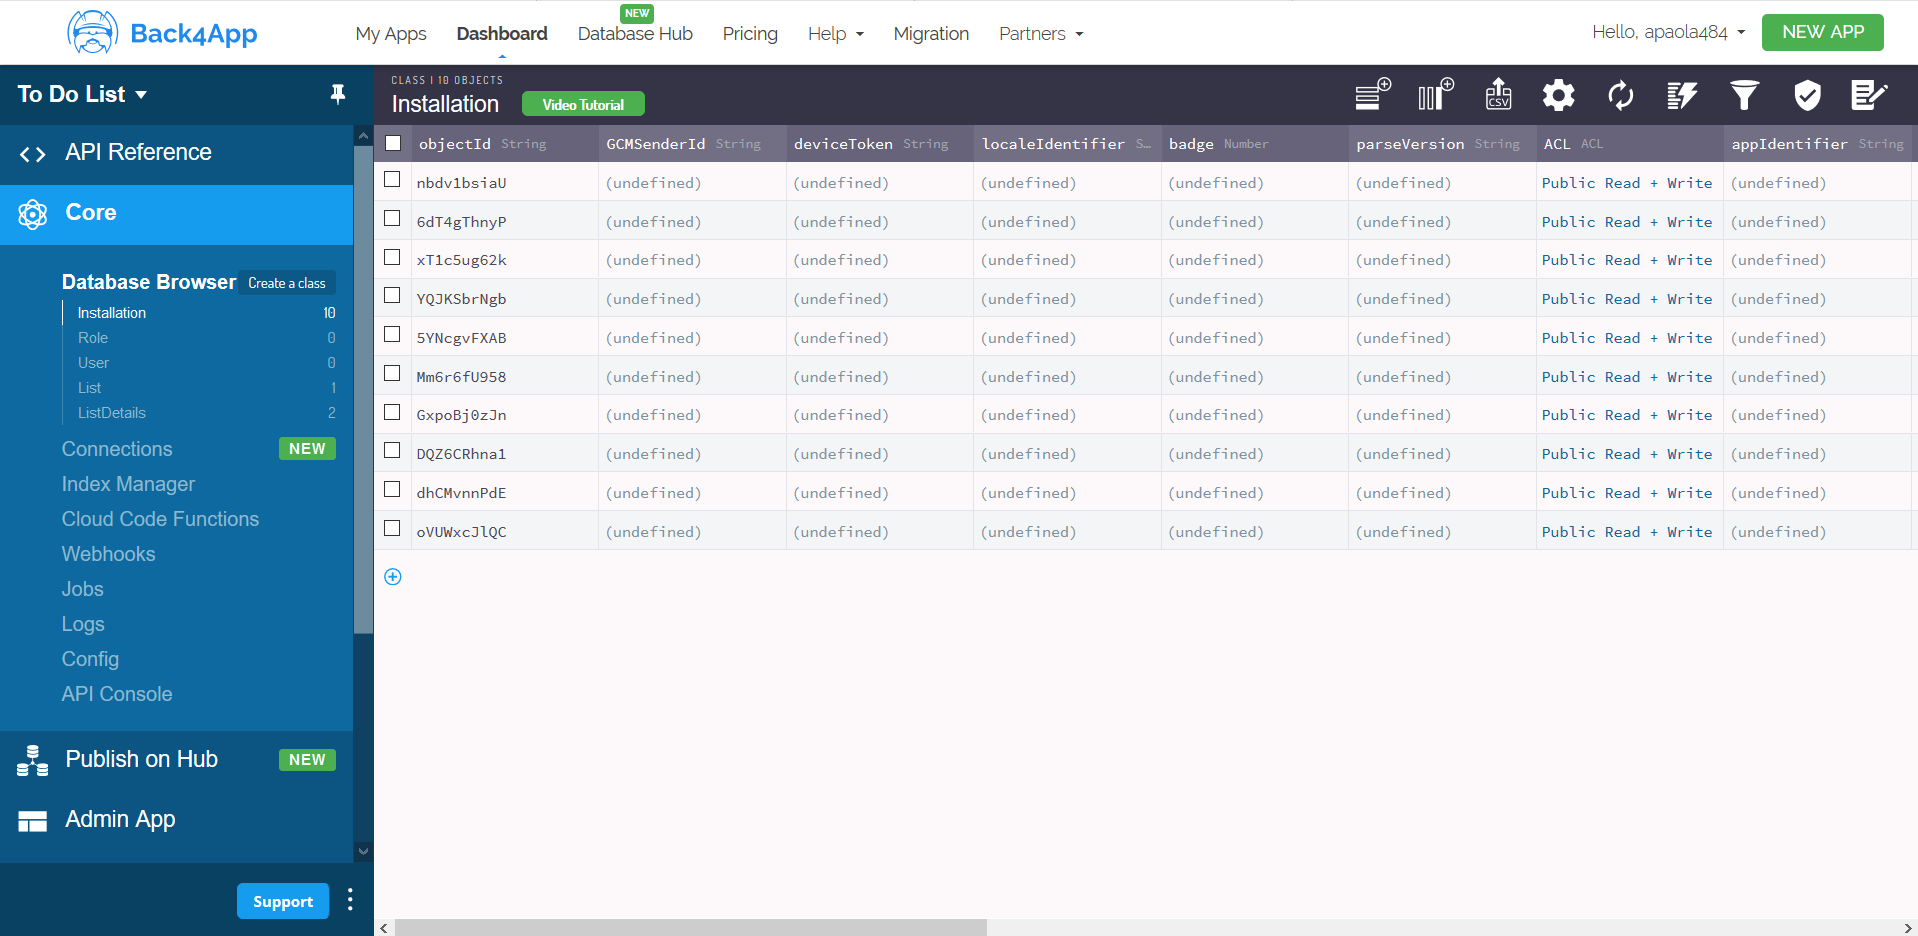 Back4App
My Apps
Dashboard
NEW
Database Hub
Pricing
Help
Migration
Partners
Hello, apaola484
NEW APP
To Do List
API Reference
Core
Database Browser
Create a class
Installation 10
Role 0
User 0
List 1
ListDetails 2
Connections NEW
Index Manager
Cloud Code Functions
Webhooks
Jobs
Logs
Config
API Console
Publish on Hub NEW
Admin App
Support
CLASS | 10 OBJECTS
Installation
Video Tutorial
CSV
objectId String GCMSenderId String deviceToken String localeIdentifier S… badge Number parseVersion String ACL ACL appIdentifier String
nbdv1bsiaU (undefined) (undefined) (undefined) (undefined) (undefined) Public Read + Write (undefined)
6dT4gThnyP (undefined) (undefined) (undefined) (undefined) (undefined) Public Read + Write (undefined)
xT1c5ug62k (undefined) (undefined) (undefined) (undefined) (undefined) Public Read + Write (undefined)
YQJKSbrNgb (undefined) (undefined) (undefined) (undefined) (undefined) Public Read + Write (undefined)
5YNcgvFXAB (undefined) (undefined) (undefined) (undefined) (undefined) Public Read + Write (undefined)
Mm6r6fU958 (undefined) (undefined) (undefined) (undefined) (undefined) Public Read + Write (undefined)
GxpoBj0zJn (undefined) (undefined) (undefined) (undefined) (undefined) Public Read + Write (undefined)
DQZ6CRhna1 (undefined) (undefined) (undefined) (undefined) (undefined) Public Read + Write (undefined)
dhCMvnnPdE (undefined) (undefined) (undefined) (undefined) (undefined) Public Read + Write (undefined)
oVUWxcJlQC (undefined) (undefined) (undefined) (undefined) (undefined) Public Read + Write (undefined)